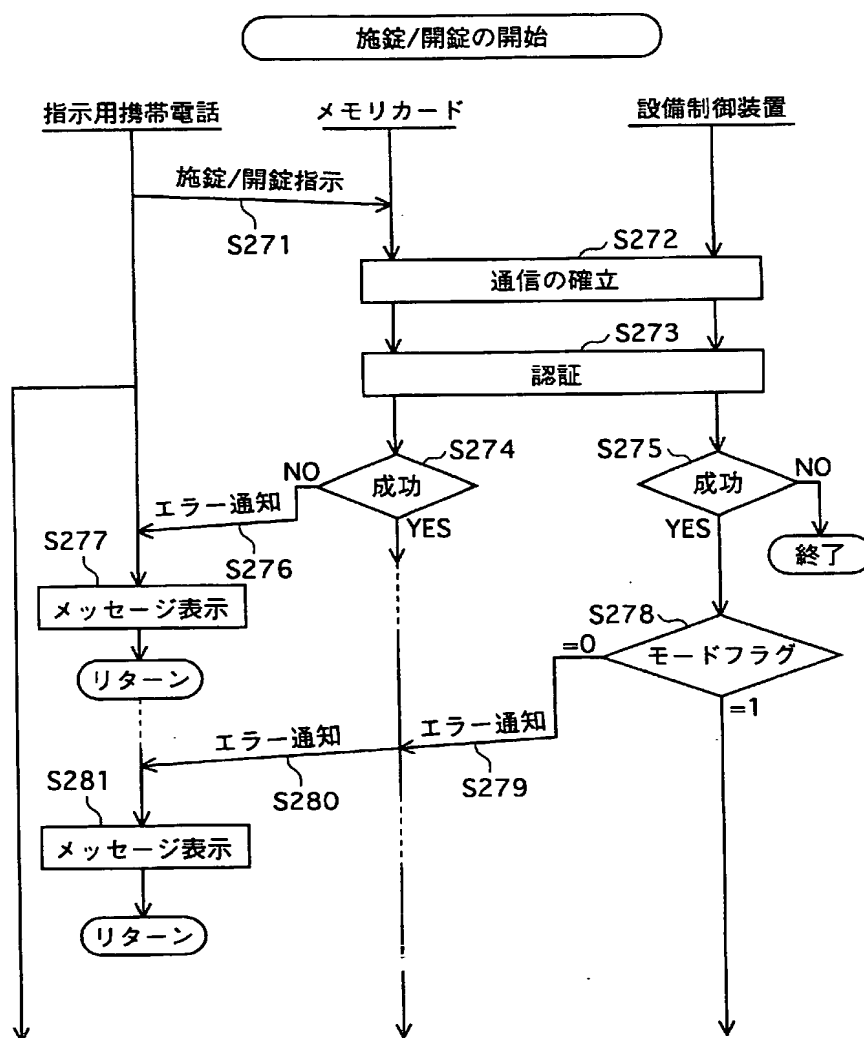 施錠/開錠の開始
指示用携帯電話
メモリカード
設備制御装置
施錠/開錠指示
S271
S272
通信の確立
S273
認証
S274
成功
NO
YES
S275
成功
NO
YES
終了
エラー通知
S276
S277
メッセージ表示
リターン
S278
モードフラグ
=0
=1
エラー通知
S279
エラー通知
S280
S281
メッセージ表示
リターン